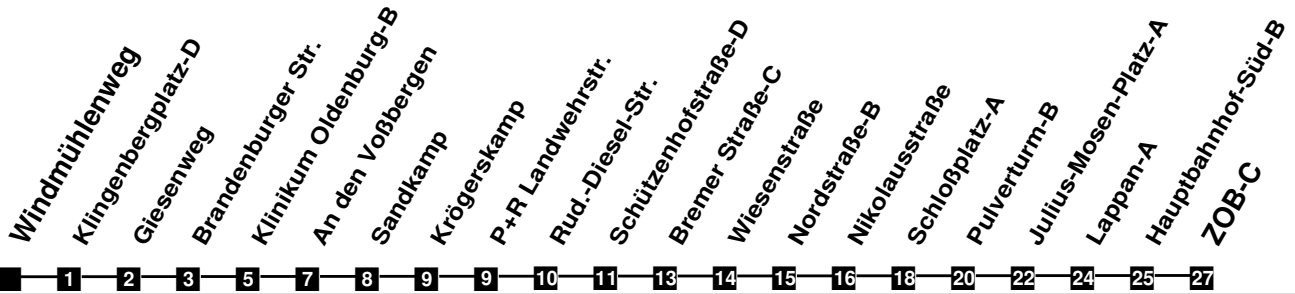 Windmühlenweg
Klingenbergplatz-D
Giesenweg
Brandenburger Str.
Klinikum Oldenburg-B
An den Voßbergen
Sandkamp
Krögerskamp
P+R Landwehrstr.
Rud.-Diesel-Str.
Schützenhofstraße-D
Bremer Straße-C
Wiesenstraße
Nordstraße-B
Nikolausstraße
Schloßplatz-A
Pulverturm-B
Julius-Mosen-Platz-A
Lappan-A
Hauptbahnhof-Süd-B
ZOB-C
1 2 3 5 7 8 9 9 10 11 13 14 15 16 18 20 22 24 25 27